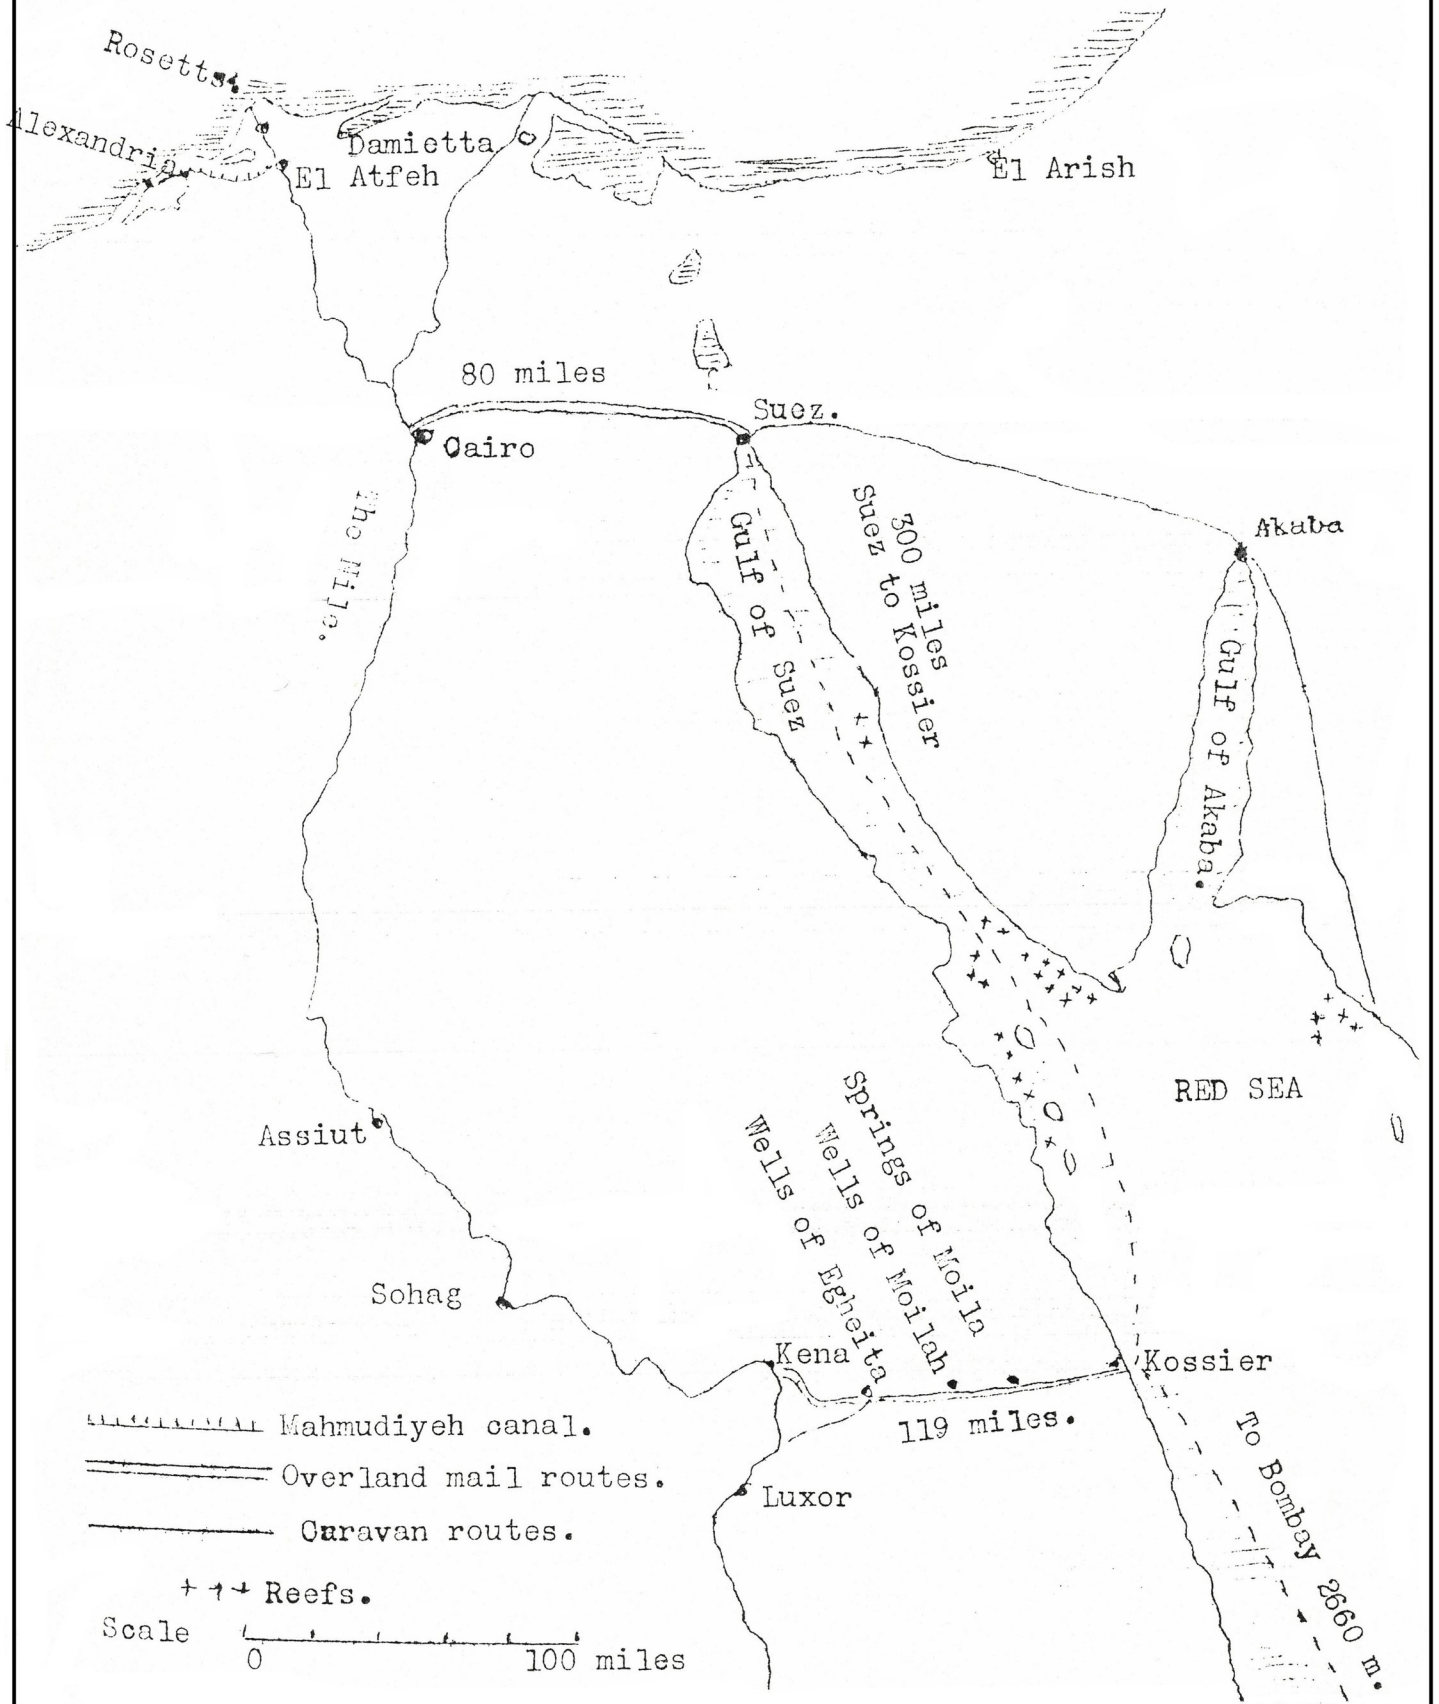 Rosetta
Alexandria
Damietta
El Atfeh
El Arish
80 miles
Suez.
Cairo
The Nile.
300 miles
Suez to Kossier
Gulf of Suez
Akaba
Gulf of Akaba.
RED SEA
Assiut
Springs of Moila
Wells of Moilah
Wells of Egheita
Sohag
Kena
Kossier
119 miles.
To Bombay 2660 m.
Luxor
Mahmudiyeh canal.
Overland mail routes.
Caravan routes.
Reefs.
Scale
0 100 miles